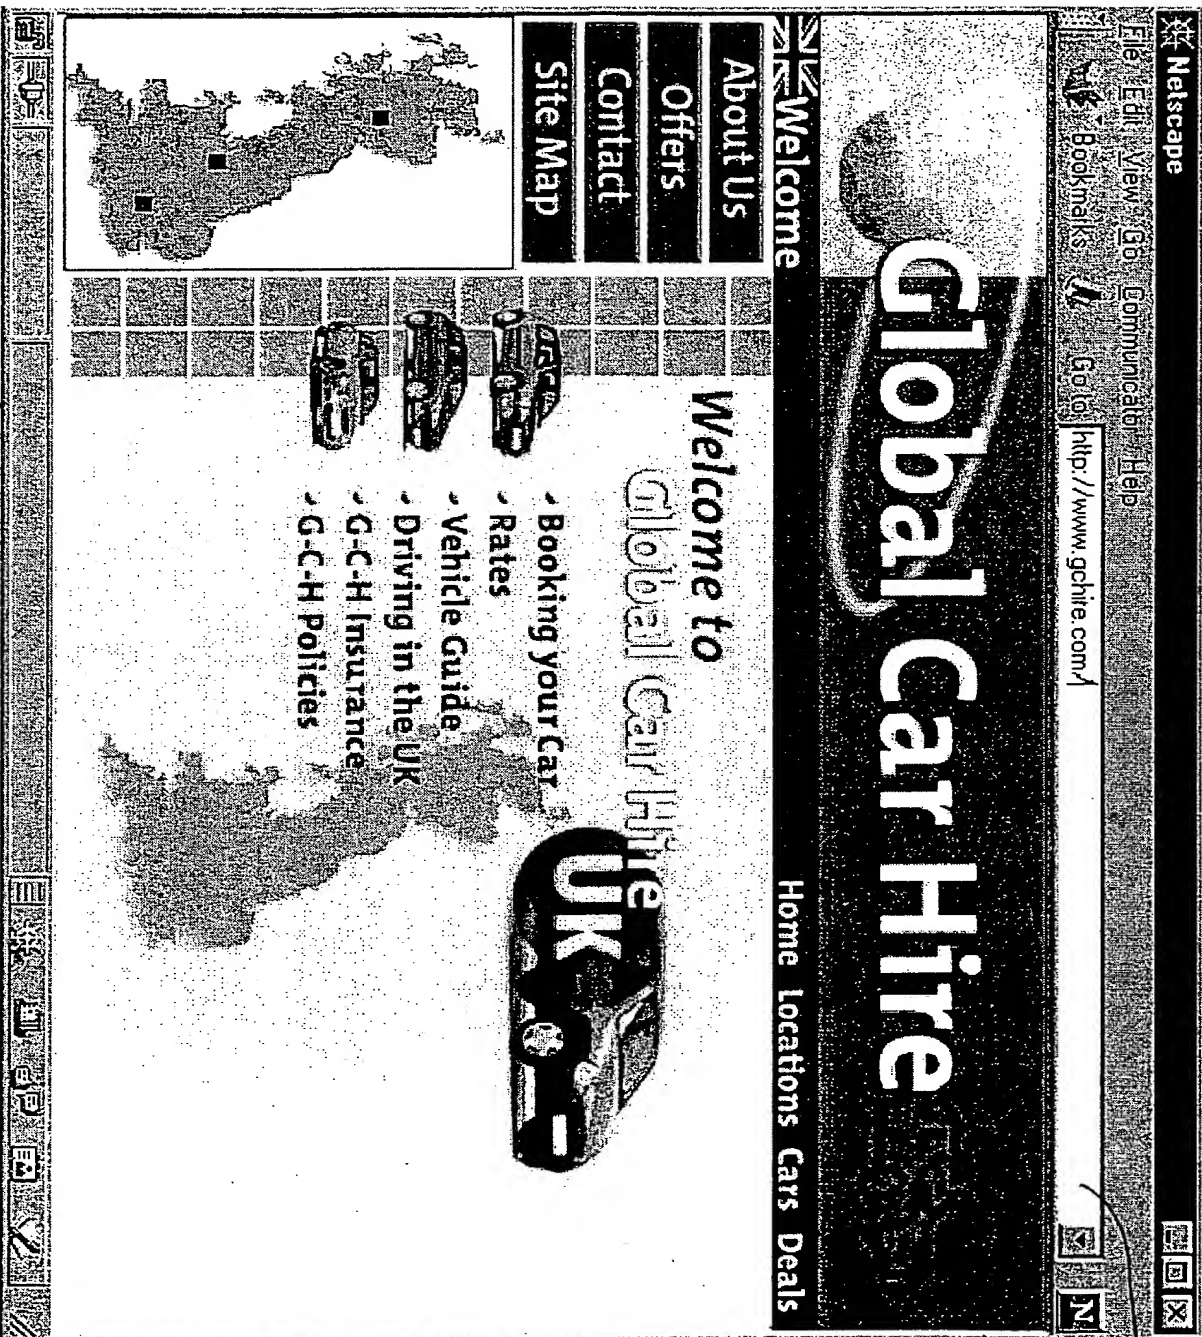 Netscape
File Edit View Go Communicator Help
Bookmarks Go to http://www.gchire.com/
N
Global Car Hire
Welcome Home Locations Cars Deals
About Us
Offers
Contact
Site Map
Welcome to
Global Car Hire
UK
Booking your Car
Rates
Vehicle Guide
Driving in the UK
G-C-H Insurance
G-C-H Policies